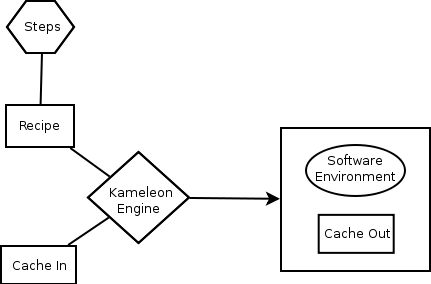 Steps
Recipe
Kameleon
Engine
Cache In
Software
Environment
Cache Out